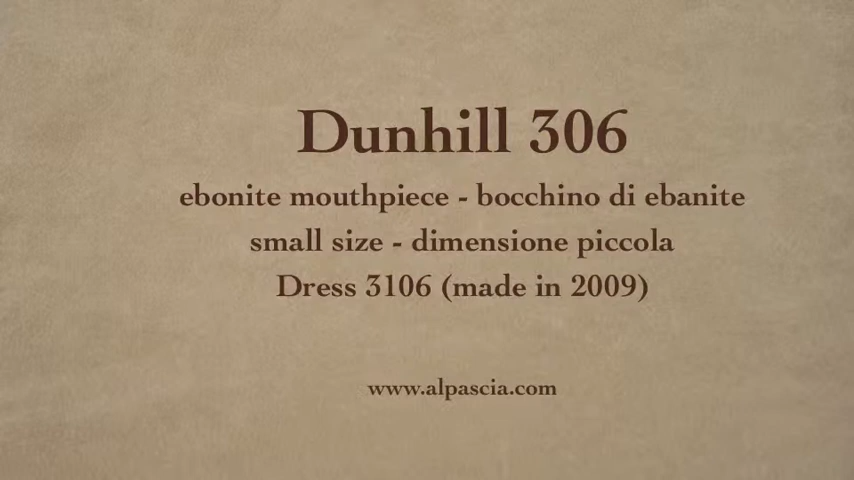 Dunhill 306
ebonite mouthpiece - bocchino di ebanite
small size - dimensione piccola
Dress 3106 (made in 2009)
www.alpascia.com